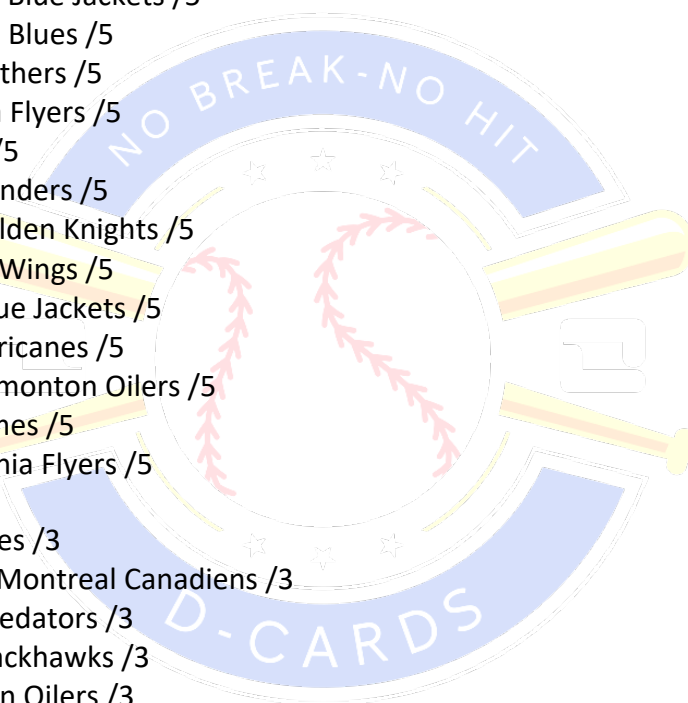 Blue Jackets /5
Blues /5
thers /5
Flyers /5
/5
nders /5
lden Knights /5
Wings /5
ue Jackets /5
ricanes /5
monton Oilers /5
nes /5
nia Flyers /5
es /3
Montreal Canadiens /3
redators /3
ackhawks /3
n Oilers /3
NO BREAK-NO HIT
D-CARDS